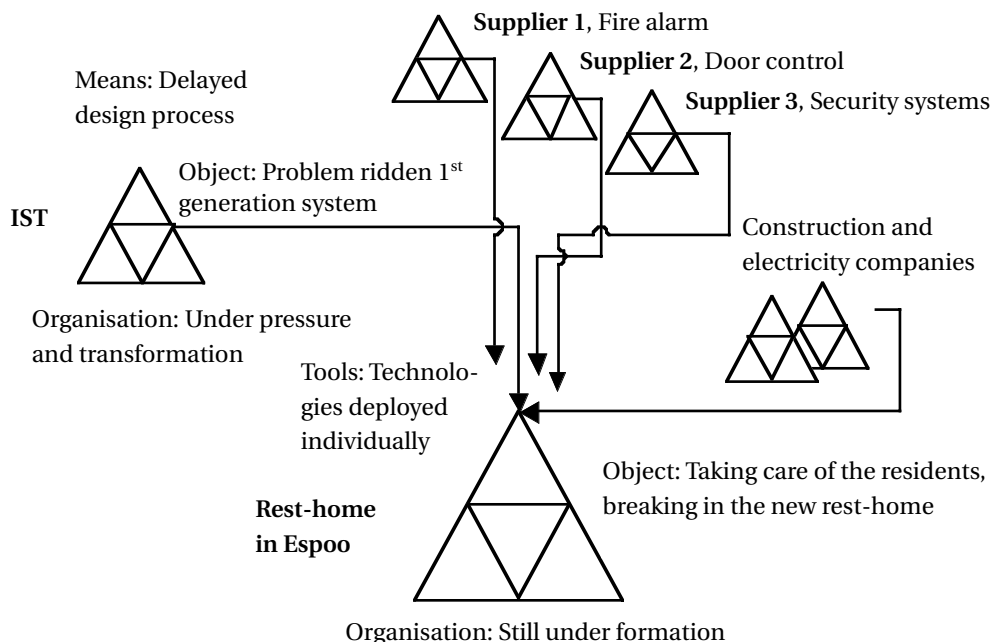 Supplier 1, Fire alarm
Supplier 2, Door control
Supplier 3, Security systems
Means: Delayed
design process
Object: Problem ridden 1st
generation system
IST
Construction and
electricity companies
Organisation: Under pressure
and transformation
Tools: Technolo-
gies deployed
individually
Object: Taking care of the residents,
breaking in the new rest-home
Rest-home
in Espoo
Organisation: Still under formation